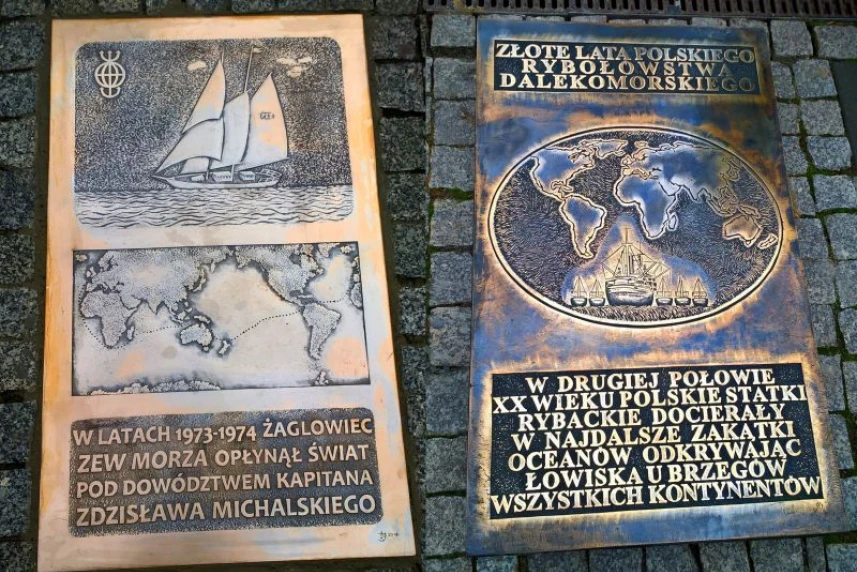 W LATACH 1973-1974 ŻAGLOWIEC
ZEW MORZA OPŁYNĄŁ ŚWIAT
POD DOWÓDZTWEM KAPITANA
ZDZISŁAWA MICHALSKIEGO
ZŁOTE LATA POLSKIEGO
RYBOŁÓWSTWA
DALEKOMORSKIEGO
W DRUGIEJ POŁOWIE
XX WIEKU POLSKIE STATKI
RYBACKIE DOCIERAŁY
W NAJDALSZE ZAKĄTKI
OCEANÓW ODKRYWAJĄC
ŁOWISKA U BRZEGÓW
WSZYSTKICH KONTYNENTÓW